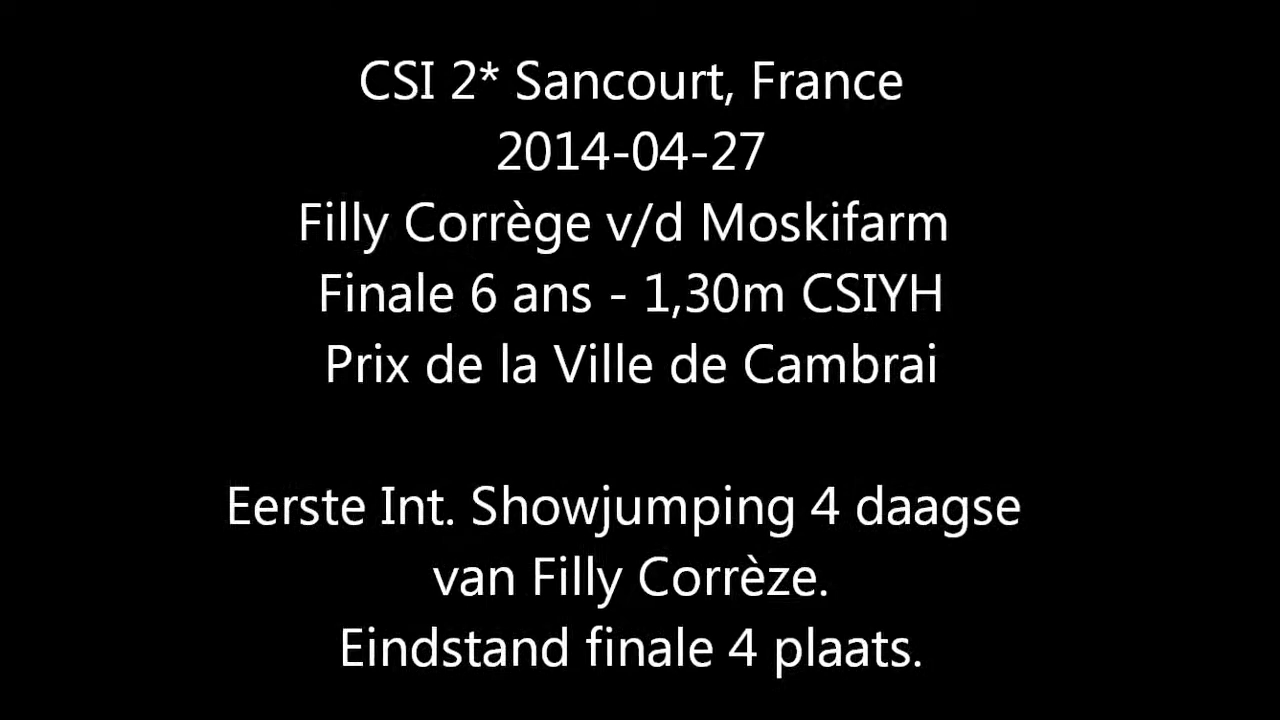 CSI 2* Sancourt, France
2014-04-27
Filly Corrège v/d Moskifarm
Finale 6 ans - 1,30m CSIYH
Prix de la Ville de Cambrai
Eerste Int. Showjumping 4 daagse
van Filly Corrèze.
Eindstand finale 4 plaats.